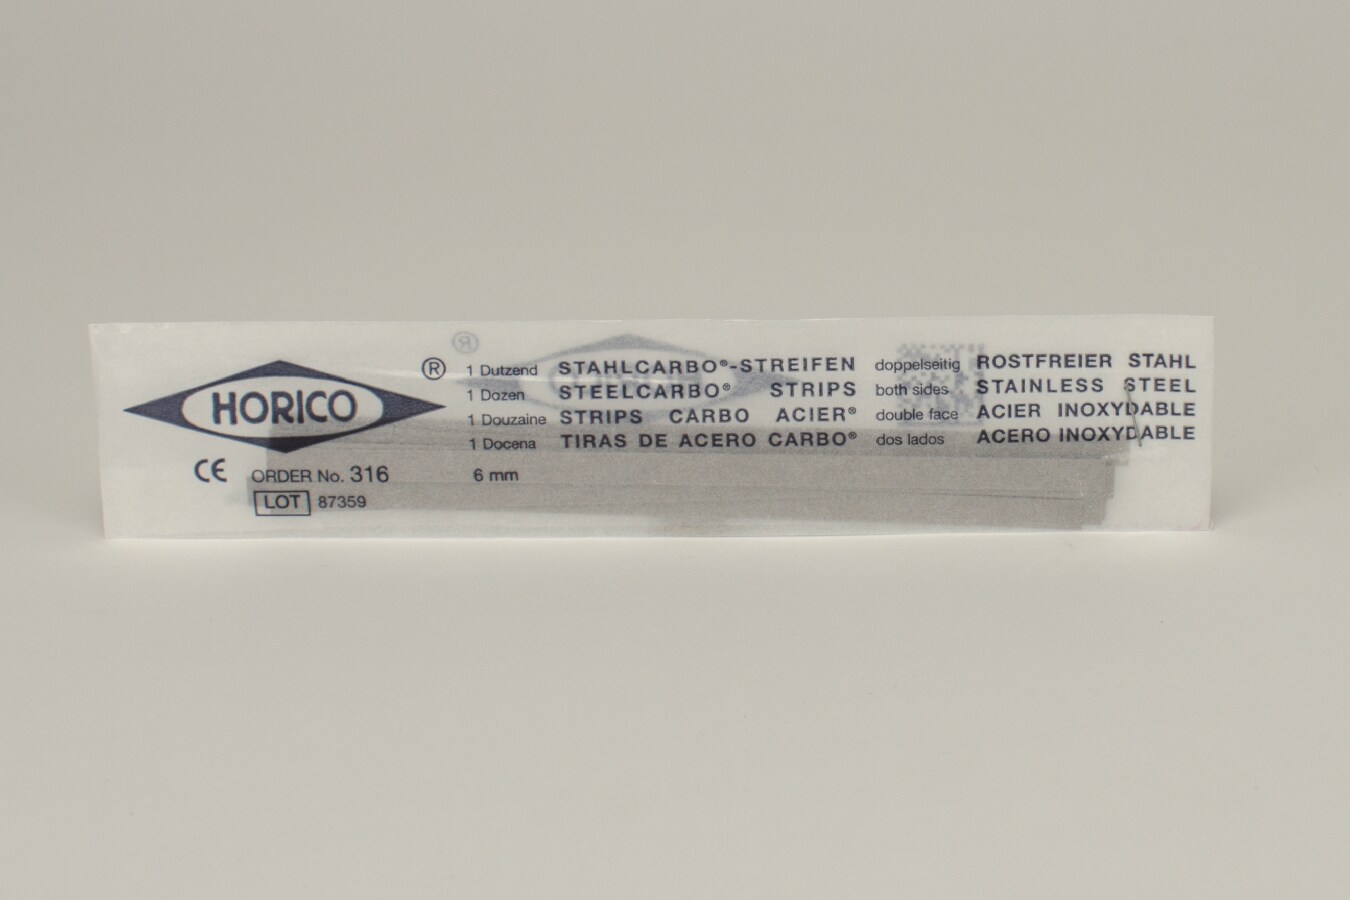 HORICO ®
1 Dutzend STAHLCARBO®-STREIFEN doppelseitig ROSTFREIER STAHL
1 Dozen STEELCARBO® STRIPS both sides STAINLESS STEEL
1 Douzaine STRIPS CARBO ACIER® double face ACIER INOXYDABLE
1 Docena TIRAS DE ACERO CARBO® dos lados ACERO INOXYDABLE
CE ORDER No. 316 6 mm
LOT 87359